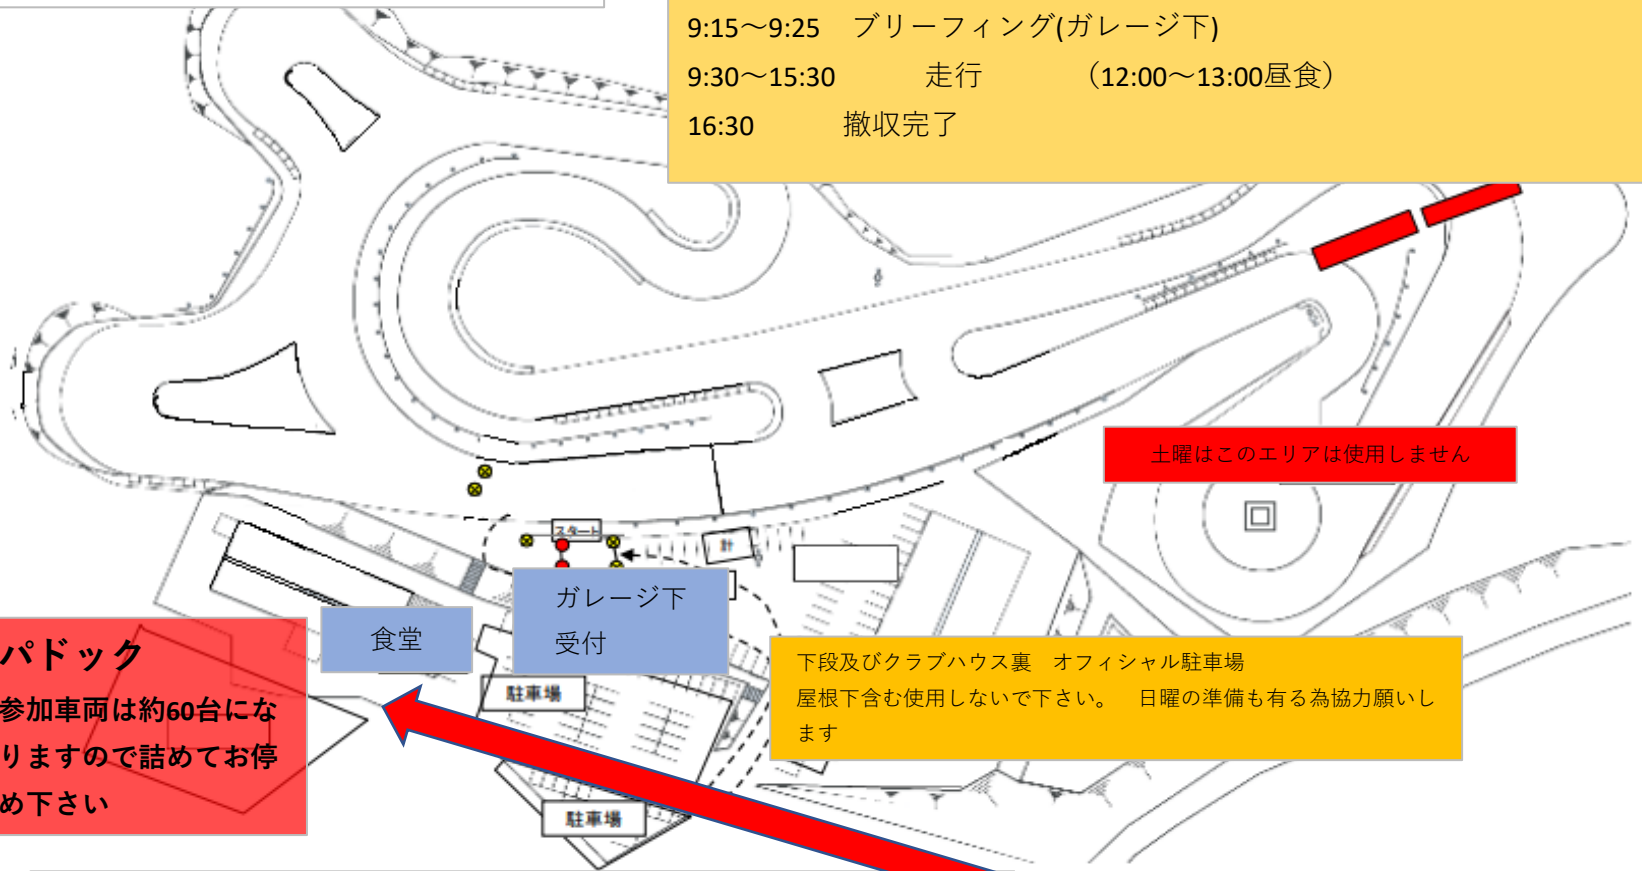 9:15～9:25 ブリーフィング(ガレージ下)
9:30～15:30 走行 （12:00～13:00昼食）
16:30 撤収完了
土曜はこのエリアは使用しません
スタート
計
ガレージ下
受付
食堂
パドック
参加車両は約60台にな
りますので詰めてお停
め下さい
駐車場
下段及びクラブハウス裏 オフィシャル駐車場
屋根下含む使用しないで下さい。 日曜の準備も有る為協力願いし
ます
駐車場